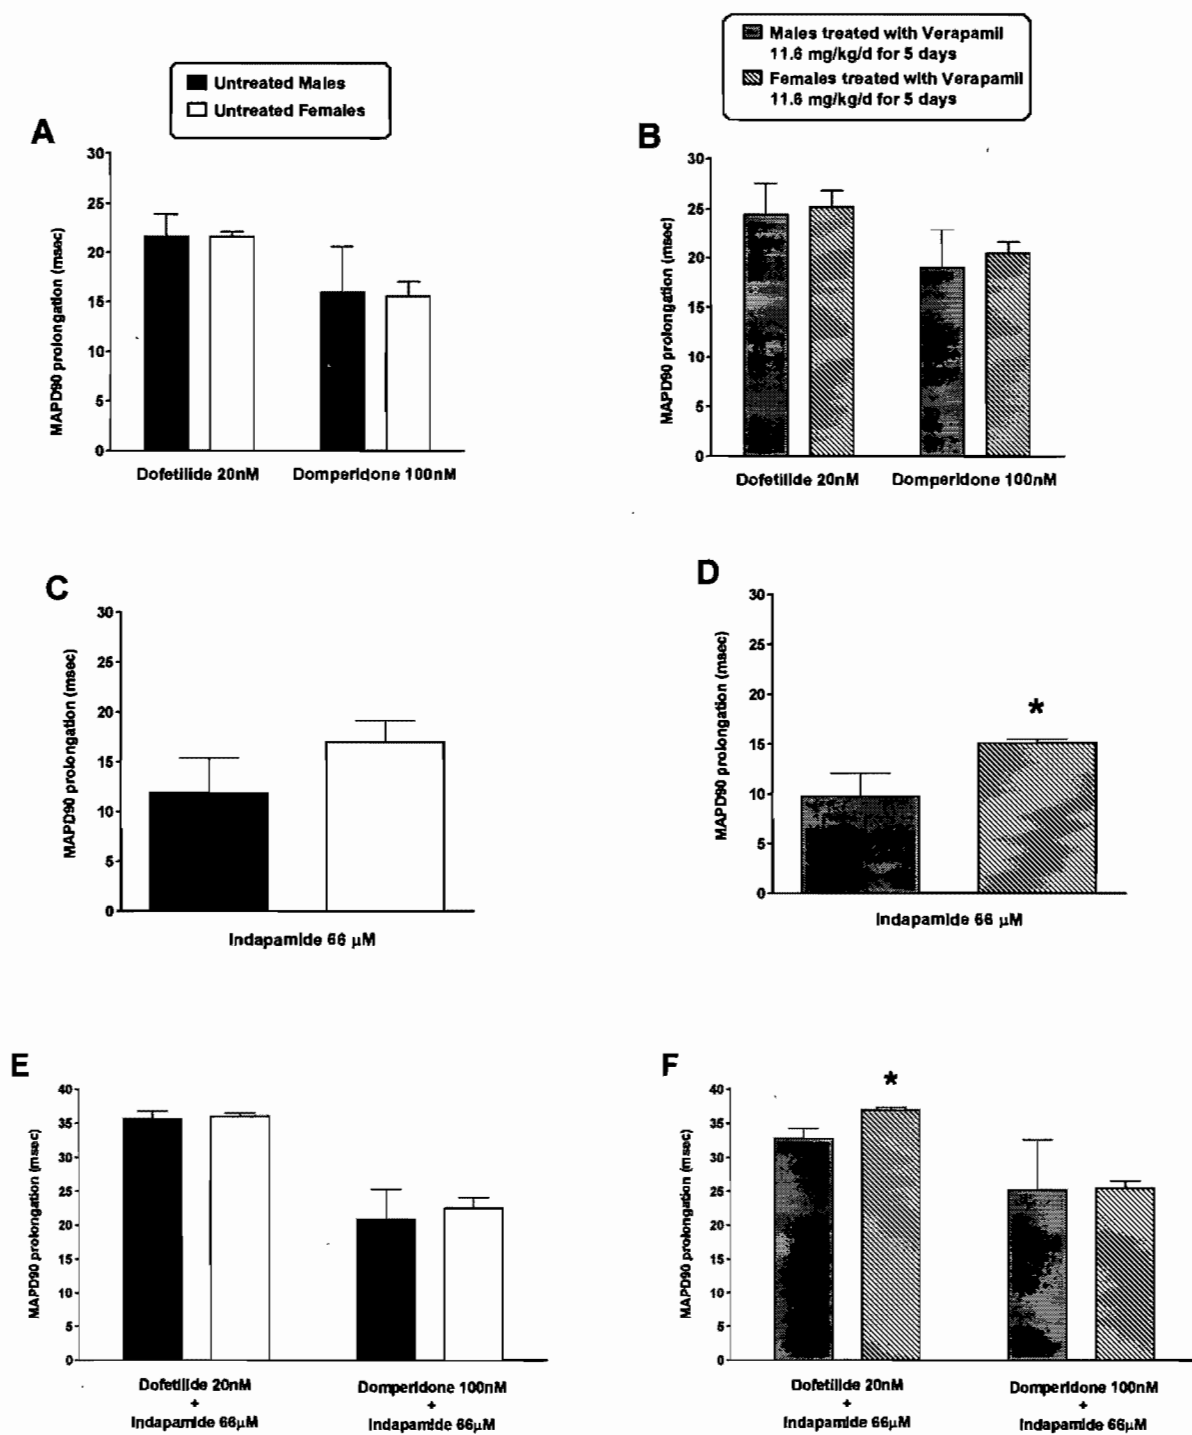 Untreated Males
Untreated Females
Males treated with Verapamil
11.6 mg/kg/d for 5 days
Females treated with Verapamil
11.6 mg/kg/d for 5 days
A
MAPD90 prolongation (msec)
30
25
20
15
10
5
0
Dofetilide 20nM
Domperidone 100nM
B
MAPD90 prolongation (msec)
30
25
20
15
10
5
0
Dofetilide 20nM
Domperidone 100nM
C
MAPD90 prolongation (msec)
30
25
20
15
10
5
0
Indapamide 66 µM
D
MAPD90 prolongation (msec)
30
25
20
15
10
5
0
*
Indapamide 66 µM
E
MAPD90 prolongation (msec)
40
35
30
25
20
15
10
5
0
Dofetilide 20nM
+
Indapamide 66µM
Domperidone 100nM
+
Indapamide 66µM
F
MAPD90 prolongation (msec)
40
35
30
25
20
15
10
5
0
*
Dofetilide 20nM
+
Indapamide 66µM
Domperidone 100nM
+
Indapamide 66µM